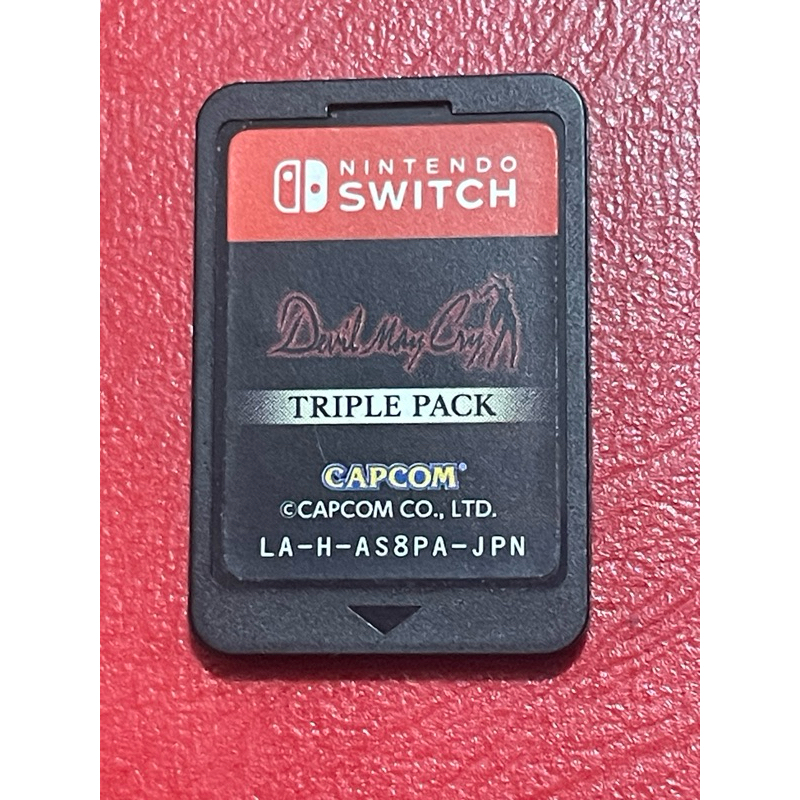 NINTENDO
SWITCH
Devil May Cry
TRIPLE PACK
CAPCOM®
©CAPCOM CO., LTD.
LA-H-AS8PA-JPN